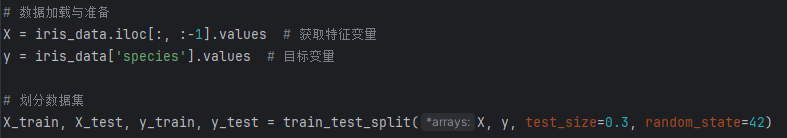 # 数据加载与准备
X = iris_data.iloc[:, :-1].values  # 获取特征变量
y = iris_data['species'].values  # 目标变量
# 划分数据集
X_train, X_test, y_train, y_test = train_test_split( *arrays: X, y, test_size=0.3, random_state=42)